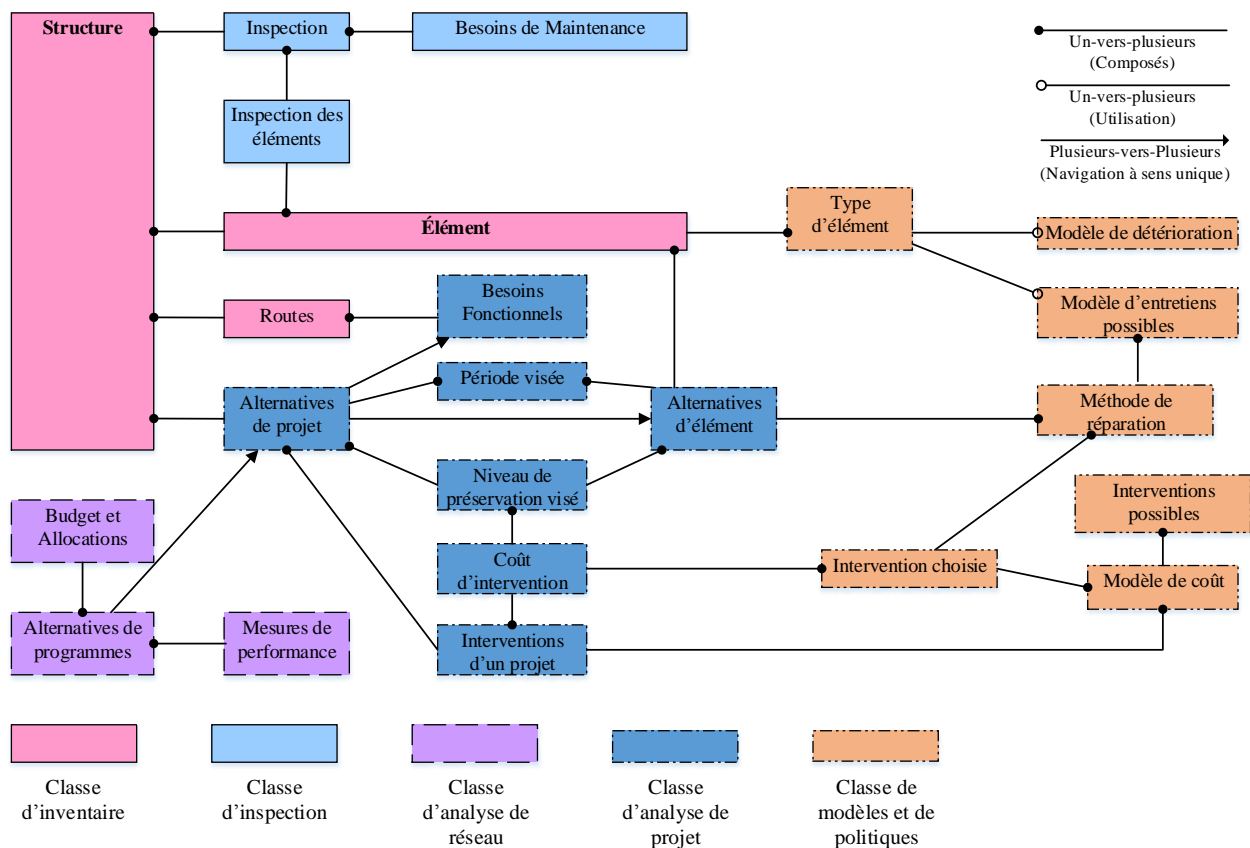 Structure
Inspection
Besoins de Maintenance
Un-vers-plusieurs
(Composés)
Un-vers-plusieurs
(Utilisation)
Plusieurs-vers-Plusieurs
(Navigation à sens unique)
Inspection des
éléments
Élément
Type
d’élément
Modèle de détérioration
Routes
Besoins
Fonctionnels
Modèle d’entretiens
possibles
Période visée
Alternatives
de projet
Alternatives
d’élément
Méthode de
réparation
Niveau de
préservation visé
Interventions
possibles
Budget et
Allocations
Coût
d’intervention
Intervention choisie
Modèle de coût
Alternatives de
programmes
Mesures de
performance
Interventions
d’un projet
Classe
d’inventaire
Classe
d’inspection
Classe
d’analyse de
réseau
Classe
d’analyse de
projet
Classe de
modèles et de
politiques